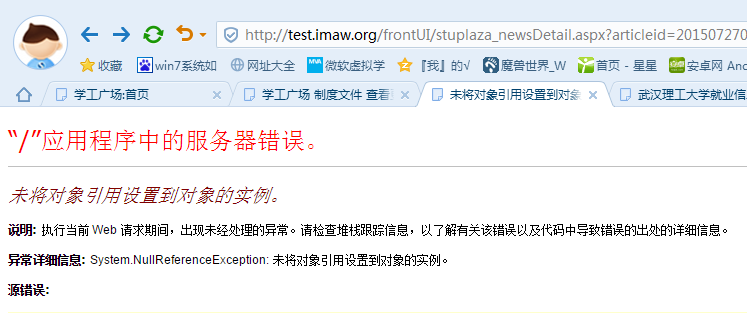 http://test.imaw.org/frontUI/stuplaza_newsDetail.aspx?articleid=201507270
收藏 win7系统如 网址大全 MVA 微软虚拟学 『我』的√ 魔兽世界_W 首页 - 星星 安卓网 Anc
学工广场:首页 学工广场 制度文件 查看 未将对象引用设置到对象 武汉理工大学就业信息
“/”应用程序中的服务器错误。
未将对象引用设置到对象的实例。
说明: 执行当前 Web 请求期间，出现未经处理的异常。请检查堆栈跟踪信息，以了解有关该错误以及代码中导致错误的出处的详细信息。
异常详细信息: System.NullReferenceException: 未将对象引用设置到对象的实例。
源错误: